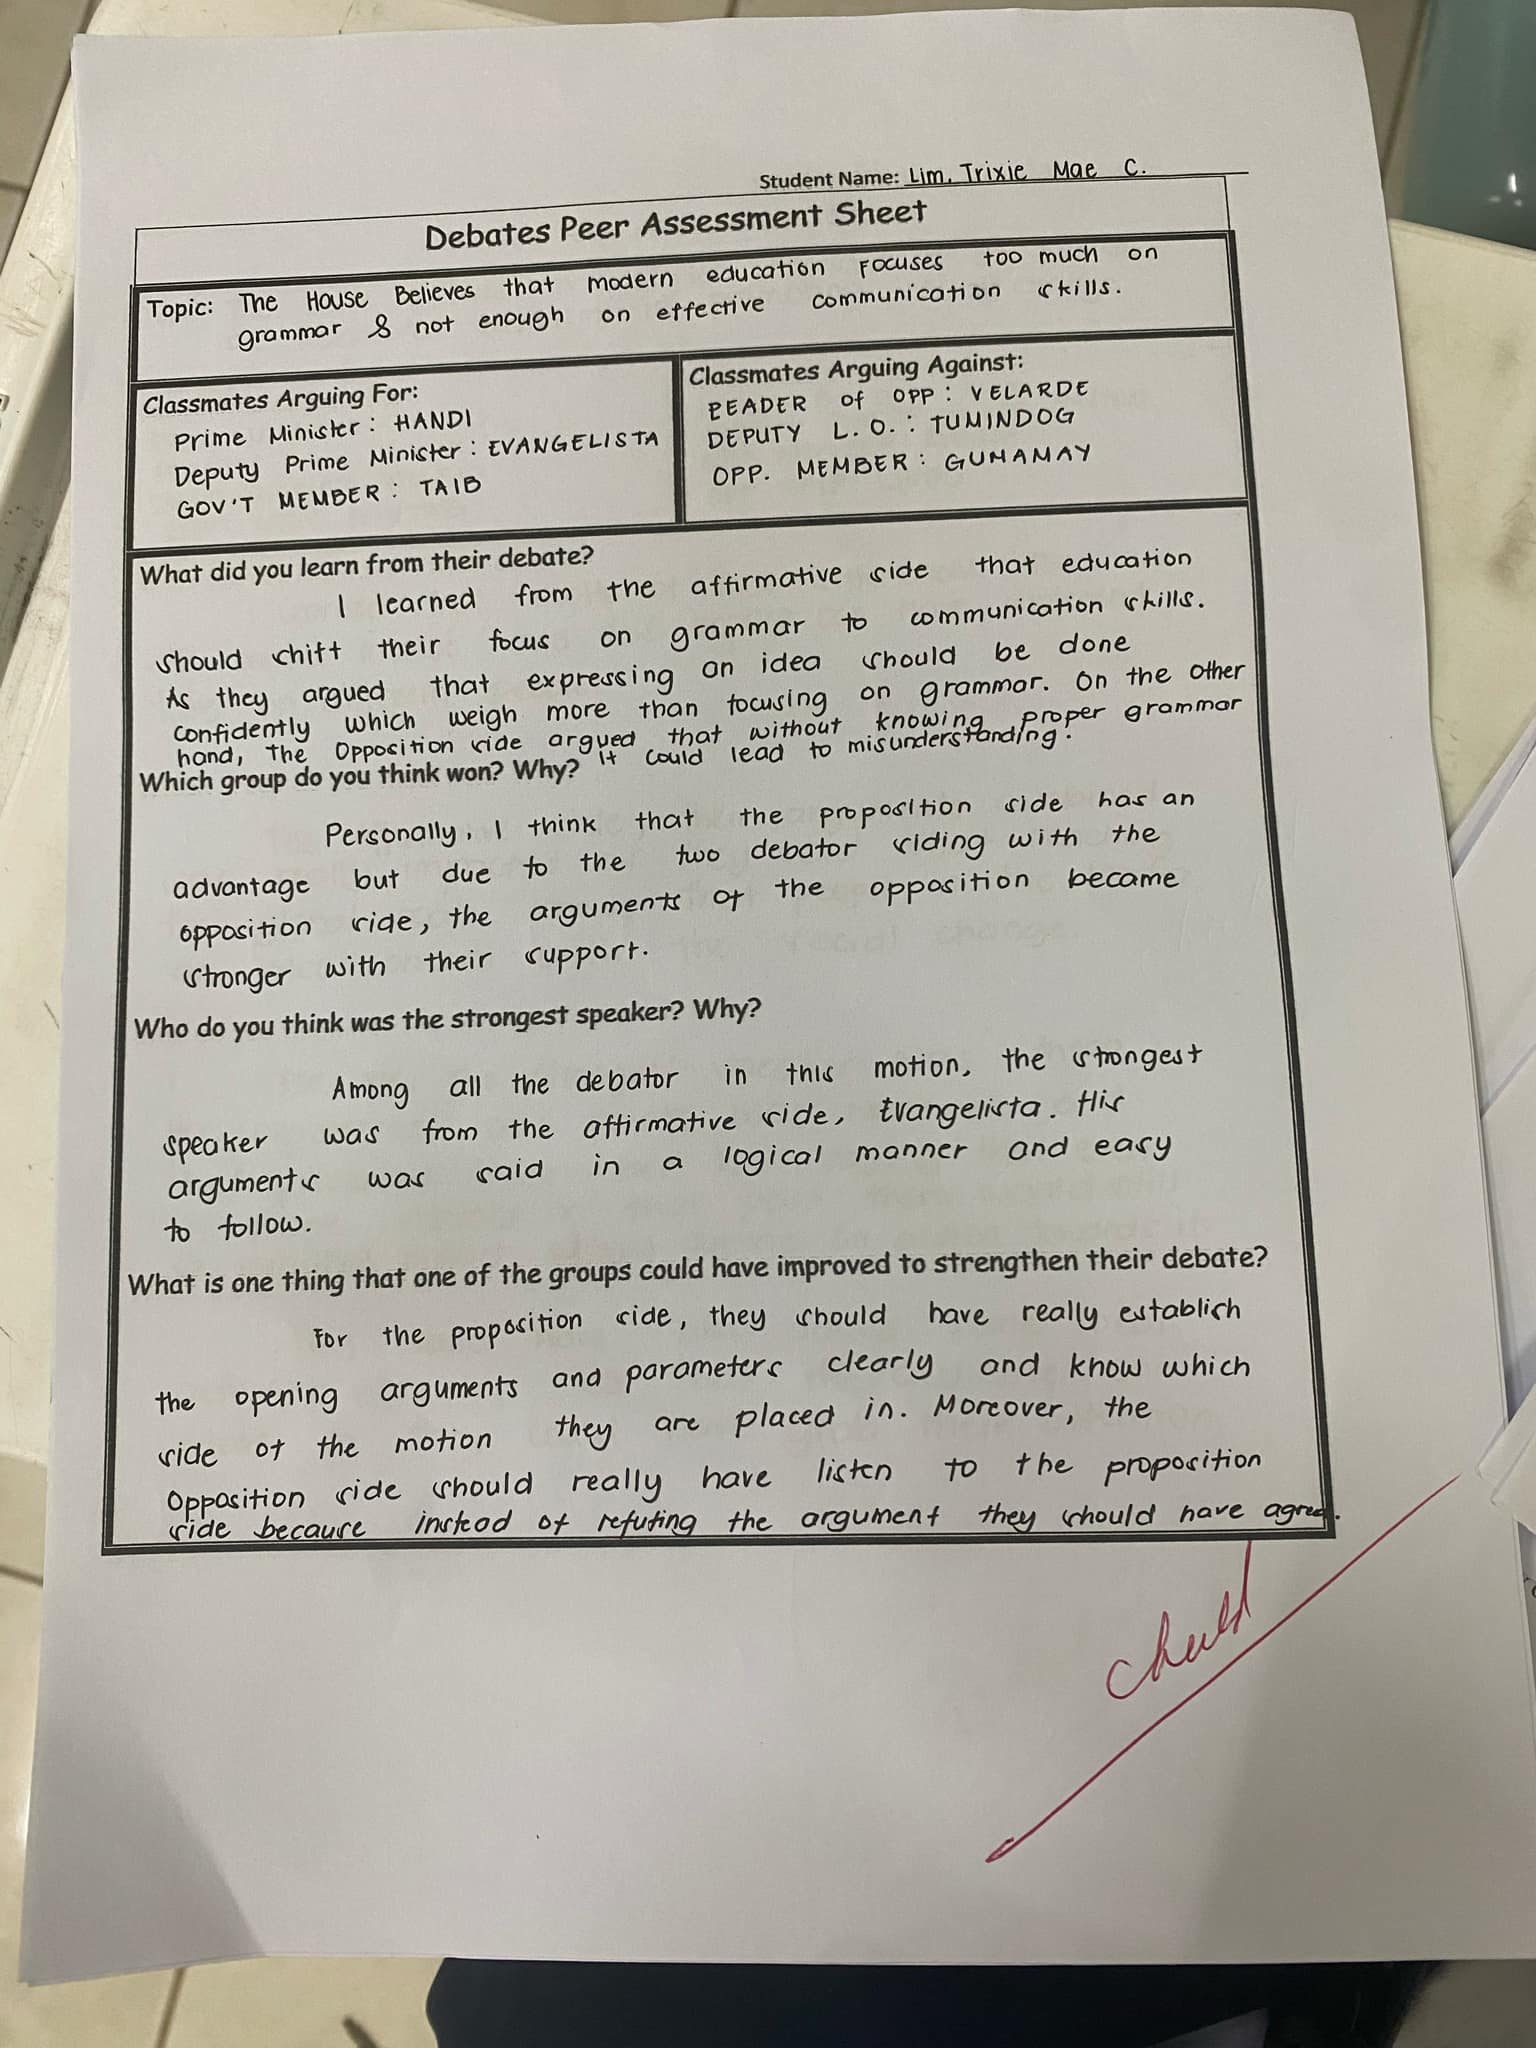 Student Name: Lim, Trixie Mae C.
Debates Peer Assessment Sheet
Topic: The House Believes that modern education focuses too much on
grammar & not enough on effective communication skills.
Classmates Arguing For:
Prime Minister: HANDI
Deputy Prime Minister: EVANGELISTA
GOV'T MEMBER: TAIB
Classmates Arguing Against:
LEADER of OPP: VELARDE
DEPUTY L.O.: TUMINDOG
OPP. MEMBER: GUMAMAY
What did you learn from their debate?
I learned from the affirmative side that education
should shift their focus on grammar to communication skills.
As they argued that expressing an idea should be done
confidently which weigh more than focusing on grammar. On the other
hand, The Opposition side argued that without knowing proper grammar
it could lead to misunderstanding.
Which group do you think won? Why?
Personally, I think that the proposition side has an
advantage but due to the two debator siding with the
opposition side, the arguments of the opposition became
stronger with their support.
Who do you think was the strongest speaker? Why?
Among all the debator in this motion, the strongest
speaker was from the affirmative side, Evangelista. His
arguments was said in a logical manner and easy
to follow.
What is one thing that one of the groups could have improved to strengthen their debate?
For the proposition side, they should have really establish
the opening arguments and parameters clearly and know which
side of the motion they are placed in. Moreover, the
Opposition side should really have listen to the proposition
side because instead of refuting the argument they should have agree.